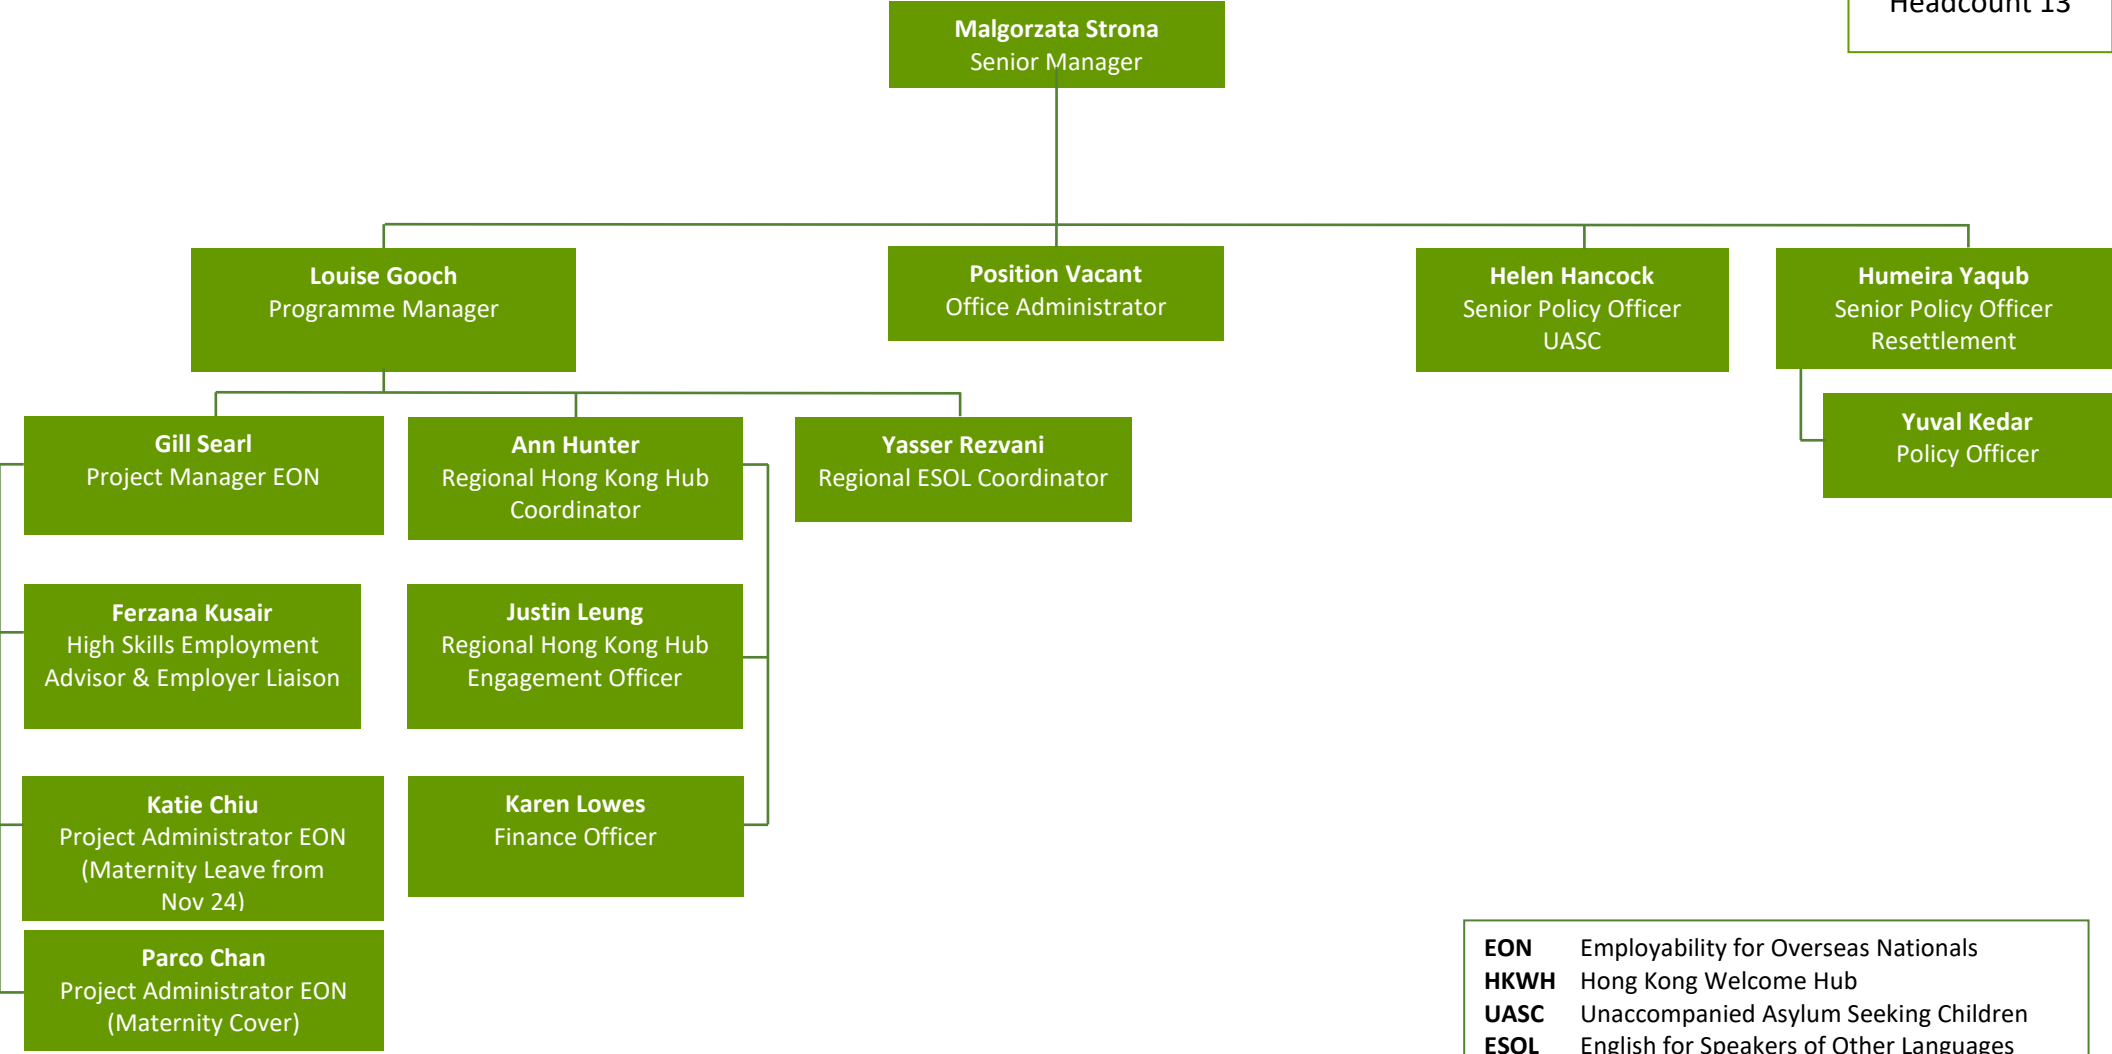 Headcount 13
Malgorzata Strona
Senior Manager
Louise Gooch
Programme Manager
Position Vacant
Office Administrator
Helen Hancock
Senior Policy Officer
UASC
Humeira Yaqub
Senior Policy Officer
Resettlement
Yuval Kedar
Policy Officer
Gill Searl
Project Manager EON
Ann Hunter
Regional Hong Kong Hub
Coordinator
Yasser Rezvani
Regional ESOL Coordinator
Ferzana Kusair
High Skills Employment
Advisor & Employer Liaison
Justin Leung
Regional Hong Kong Hub
Engagement Officer
Katie Chiu
Project Administrator EON
(Maternity Leave from
Nov 24)
Karen Lowes
Finance Officer
Parco Chan
Project Administrator EON
(Maternity Cover)
EON Employability for Overseas Nationals
HKWH Hong Kong Welcome Hub
UASC Unaccompanied Asylum Seeking Children
ESOL English for Speakers of Other Languages